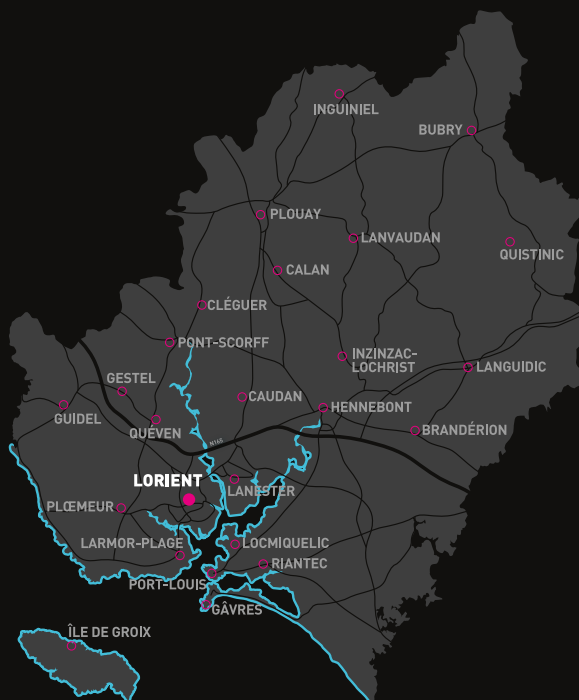 INGUINIEL
BUBRY
PLOUAY
LANVAUDAN
QUISTINIC
CALAN
CLÉGUER
PONT-SCORFF
INZINZAC-
LOCHRIST
LANGUIDIC
GESTEL
CAUDAN
HENNEBONT
GUIDEL
QUÉVEN
BRANDÉRION
N166
LORIENT
LANESTER
PLŒMEUR
LARMOR-PLAGE
LOCMIQUELIC
RIANTEC
PORT-LOUIS
GÂVRES
ÎLE DE GROIX